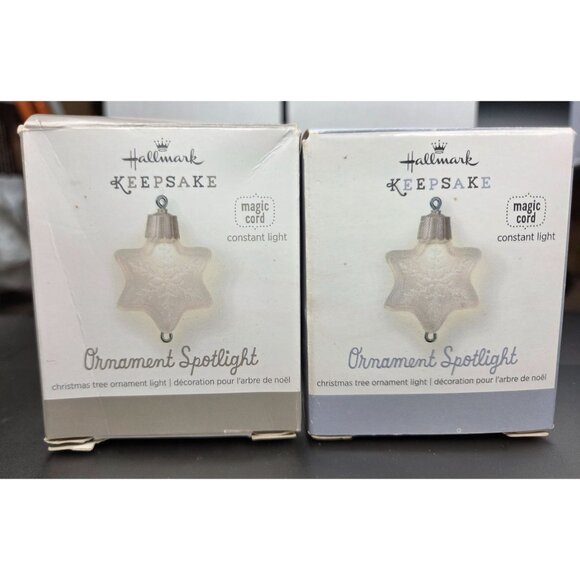 Hallmark
KEEPSAKE
magic
cord
constant light
Ornament Spotlight
christmas tree ornament light | décoration pour l'arbre de noël
Hallmark
KEEPSAKE
magic
cord
constant light
Ornament Spotlight
christmas tree ornament light | décoration pour l'arbre de noël